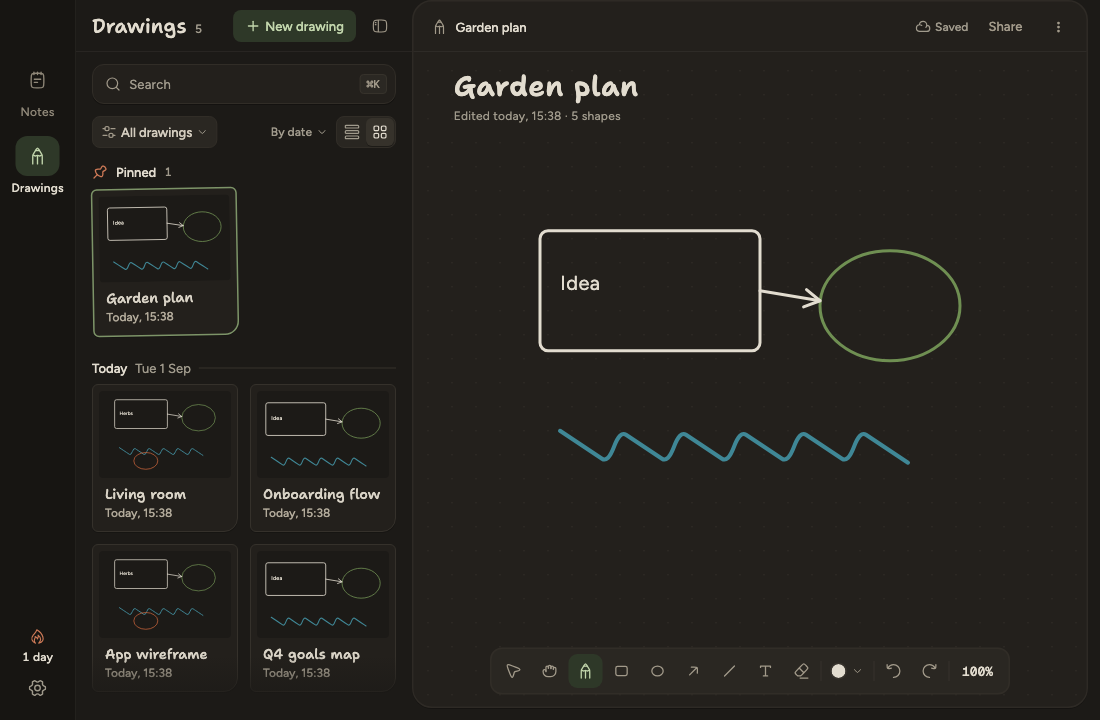 Drawings 5
New drawing
Notes
Drawings
1 day
Search
⌘K
All drawings
By date
Pinned 1
Idea
Garden plan
Today, 15:38
Today Tue 1 Sep
Herbs
Living room
Today, 15:38
Idea
Onboarding flow
Today, 15:38
Herbs
App wireframe
Today, 15:38
Idea
Q4 goals map
Today, 15:38
Garden plan
Saved
Share
Garden plan
Edited today, 15:38 · 5 shapes
Idea
T
100%